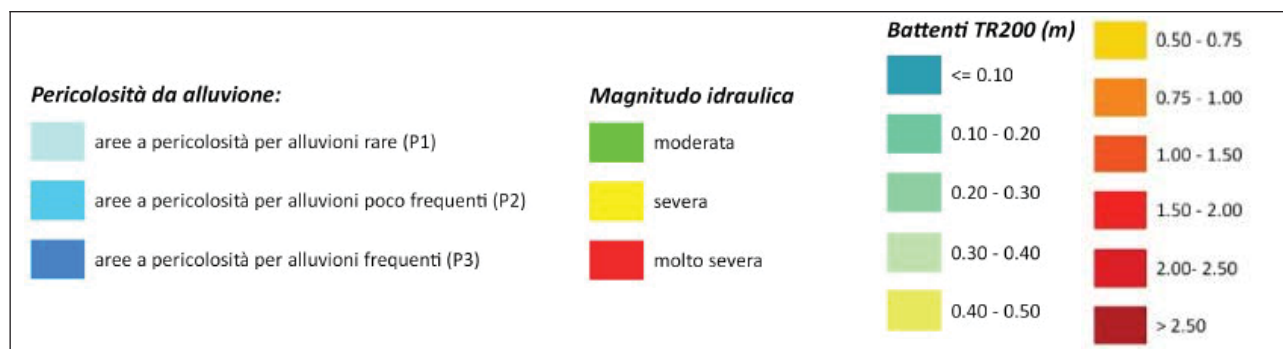 Pericolosità da alluvione:
aree a pericolosità per alluvioni rare (P1)
aree a pericolosità per alluvioni poco frequenti (P2)
aree a pericolosità per alluvioni frequenti (P3)
Magnitudo idraulica
moderata
severa
molto severa
Battenti TR200 (m)
<= 0.10
0.10 - 0.20
0.20 - 0.30
0.30 - 0.40
0.40 - 0.50
0.50 - 0.75
0.75 - 1.00
1.00 - 1.50
1.50 - 2.00
2.00- 2.50
> 2.50